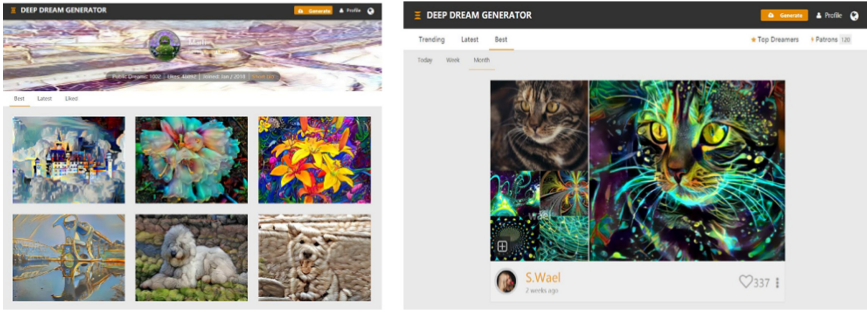 DEEP DREAM GENERATOR
Generate
Profile
Best
Latest
Liked
DEEP DREAM GENERATOR
Generate
Profile
Trending
Latest
Best
Top Dreamers
Patrons 120
Today
Week
Month
S.Wael
2 weeks ago
337